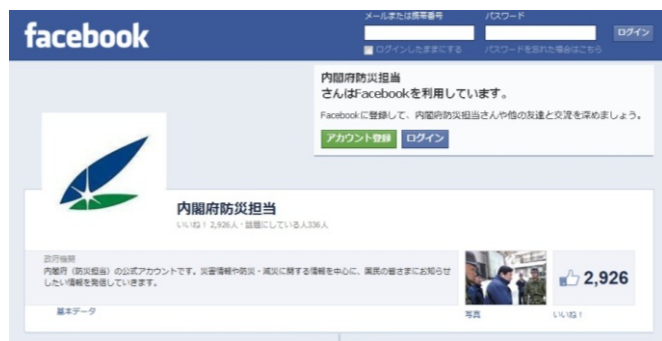 facebook
メールまたは携帯番号
パスワード
ログイン
ログインしたままにする
パスワードを忘れた場合はこちら
内閣府防災担当
さんはFacebookを利用しています。
Facebookに登録して、内閣府防災担当さんや他の友達と交流を深めましょう。
アカウント登録
ログイン
内閣府防災担当
いいね！2,926人・話題にしている人336人
政府機関
内閣府（防災担当）の公式アカウントです。災害情報や防災・減災に関する情報を中心に、国民の皆さまにお知らせ
したい情報を発信していきます。
2,926
基本データ
写真
いいね！